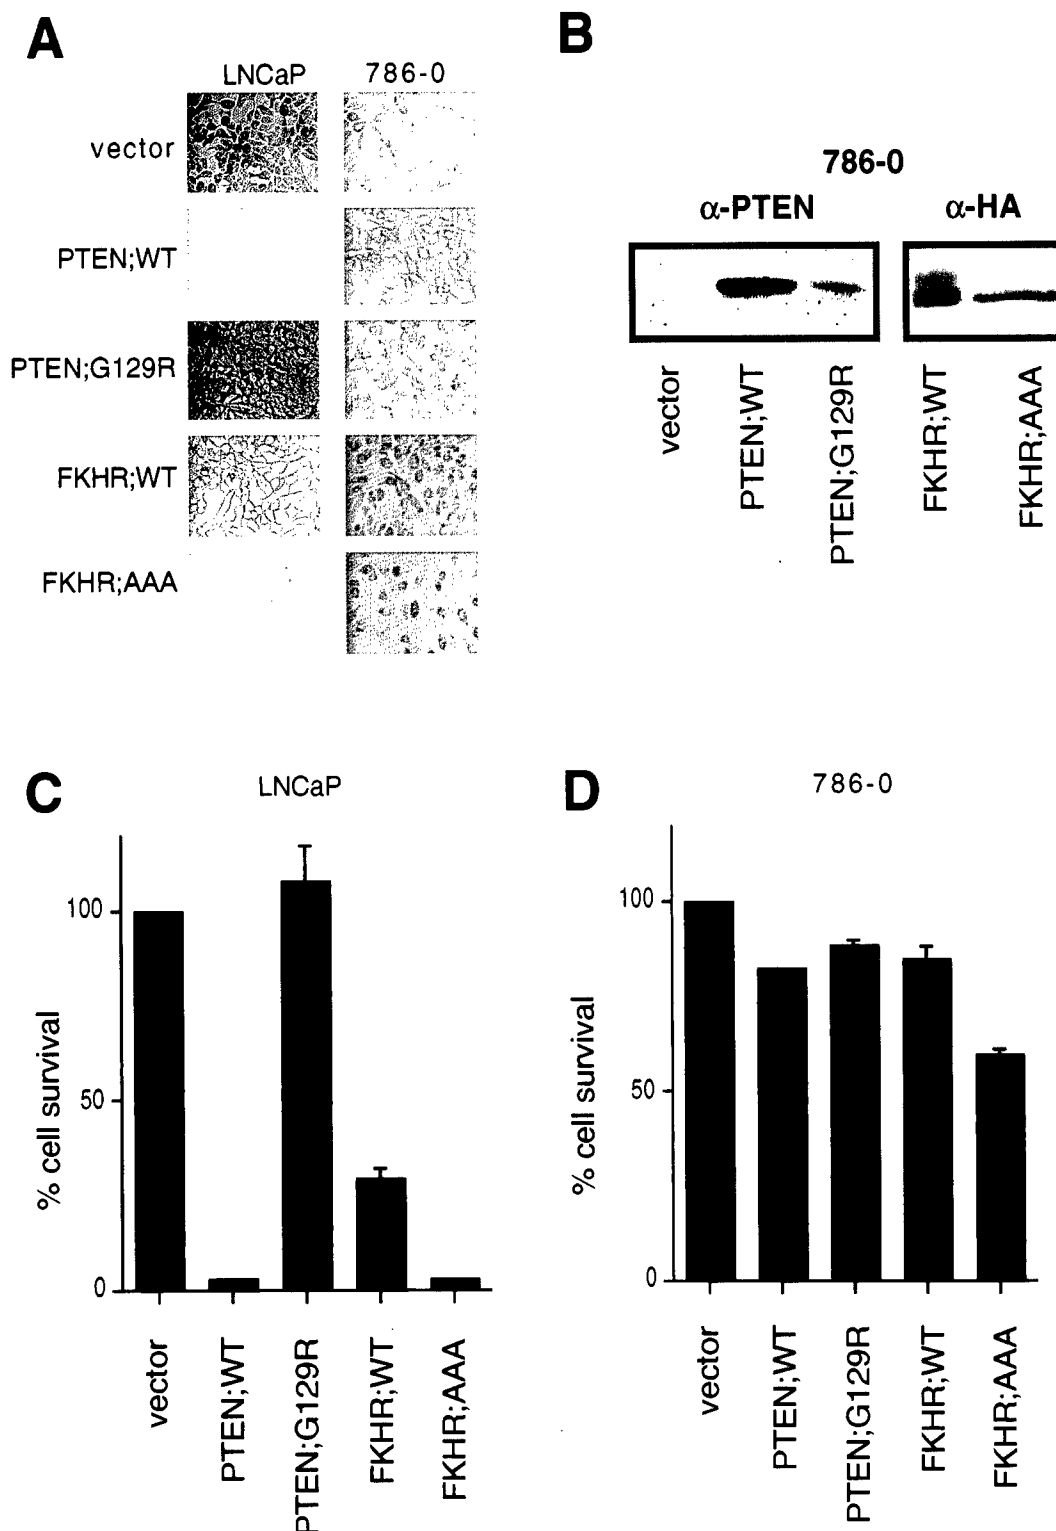 A
LNCaP 786-0
vector
PTEN;WT
PTEN;G129R
FKHR;WT
FKHR;AAA
B
786-0
α-PTEN α-HA
vector
PTEN;WT
PTEN;G129R
FKHR;WT
FKHR;AAA
C
LNCaP
% cell survival
100
50
0
vector
PTEN;WT
PTEN;G129R
FKHR;WT
FKHR;AAA
D
786-0
% cell survival
100
50
0
vector
PTEN;WT
PTEN;G129R
FKHR;WT
FKHR;AAA